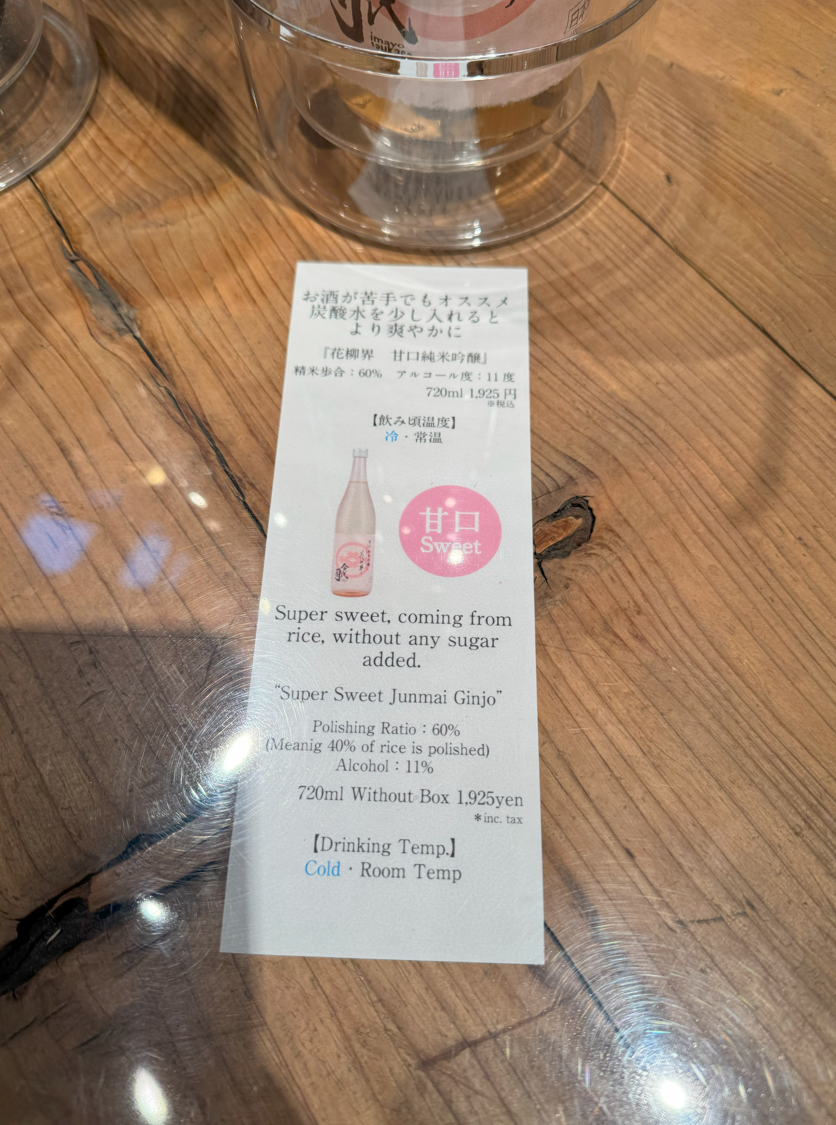 imayo
tsukasa
お酒が苦手でもオススメ
炭酸水を少し入れると
より爽やかに
『花柳界　甘口純米吟醸』
精米歩合：60%　アルコール度：11度
720ml 1,925円
※税込
【飲み頃温度】
冷・常温
甘口
Sweet
Super sweet, coming from
rice, without any sugar
added.
“Super Sweet Junmai Ginjo”
Polishing Ratio：60%
(Meanig 40% of rice is polished)
Alcohol：11%
720ml Without Box 1,925yen
*inc. tax
【Drinking Temp.】
Cold・Room Temp